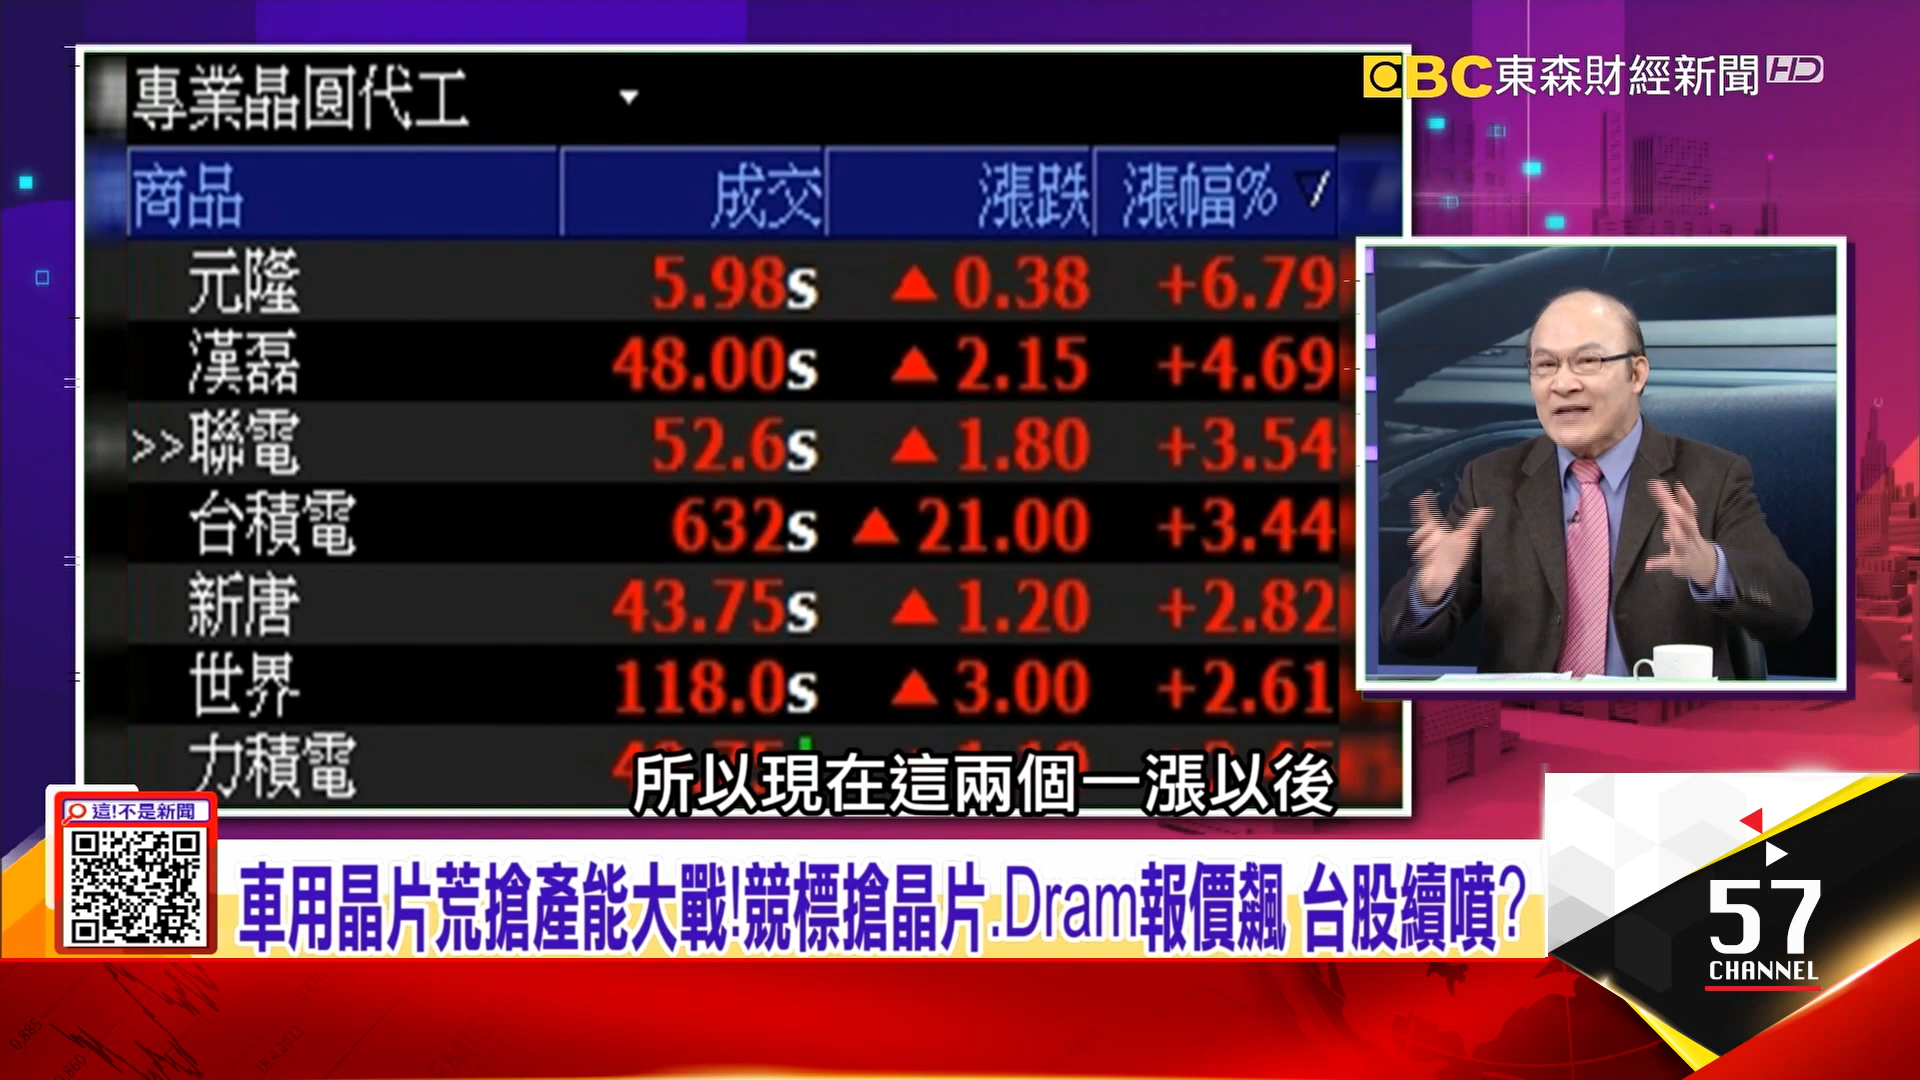 專業晶圓代工
EBC東森財經新聞HD
商品 成交 漲跌 漲幅%
元隆 5.98s ▲0.38 +6.79
漢磊 48.00s ▲2.15 +4.69
>>聯電 52.6s ▲1.80 +3.54
台積電 632s ▲21.00 +3.44
新唐 43.75s ▲1.20 +2.82
世界 118.0s ▲3.00 +2.61
力積電
所以現在這兩個一漲以後
這!不是新聞
車用晶片荒搶產能大戰!競標搶晶片.Dram報價飆 台股續噴?
57
CHANNEL